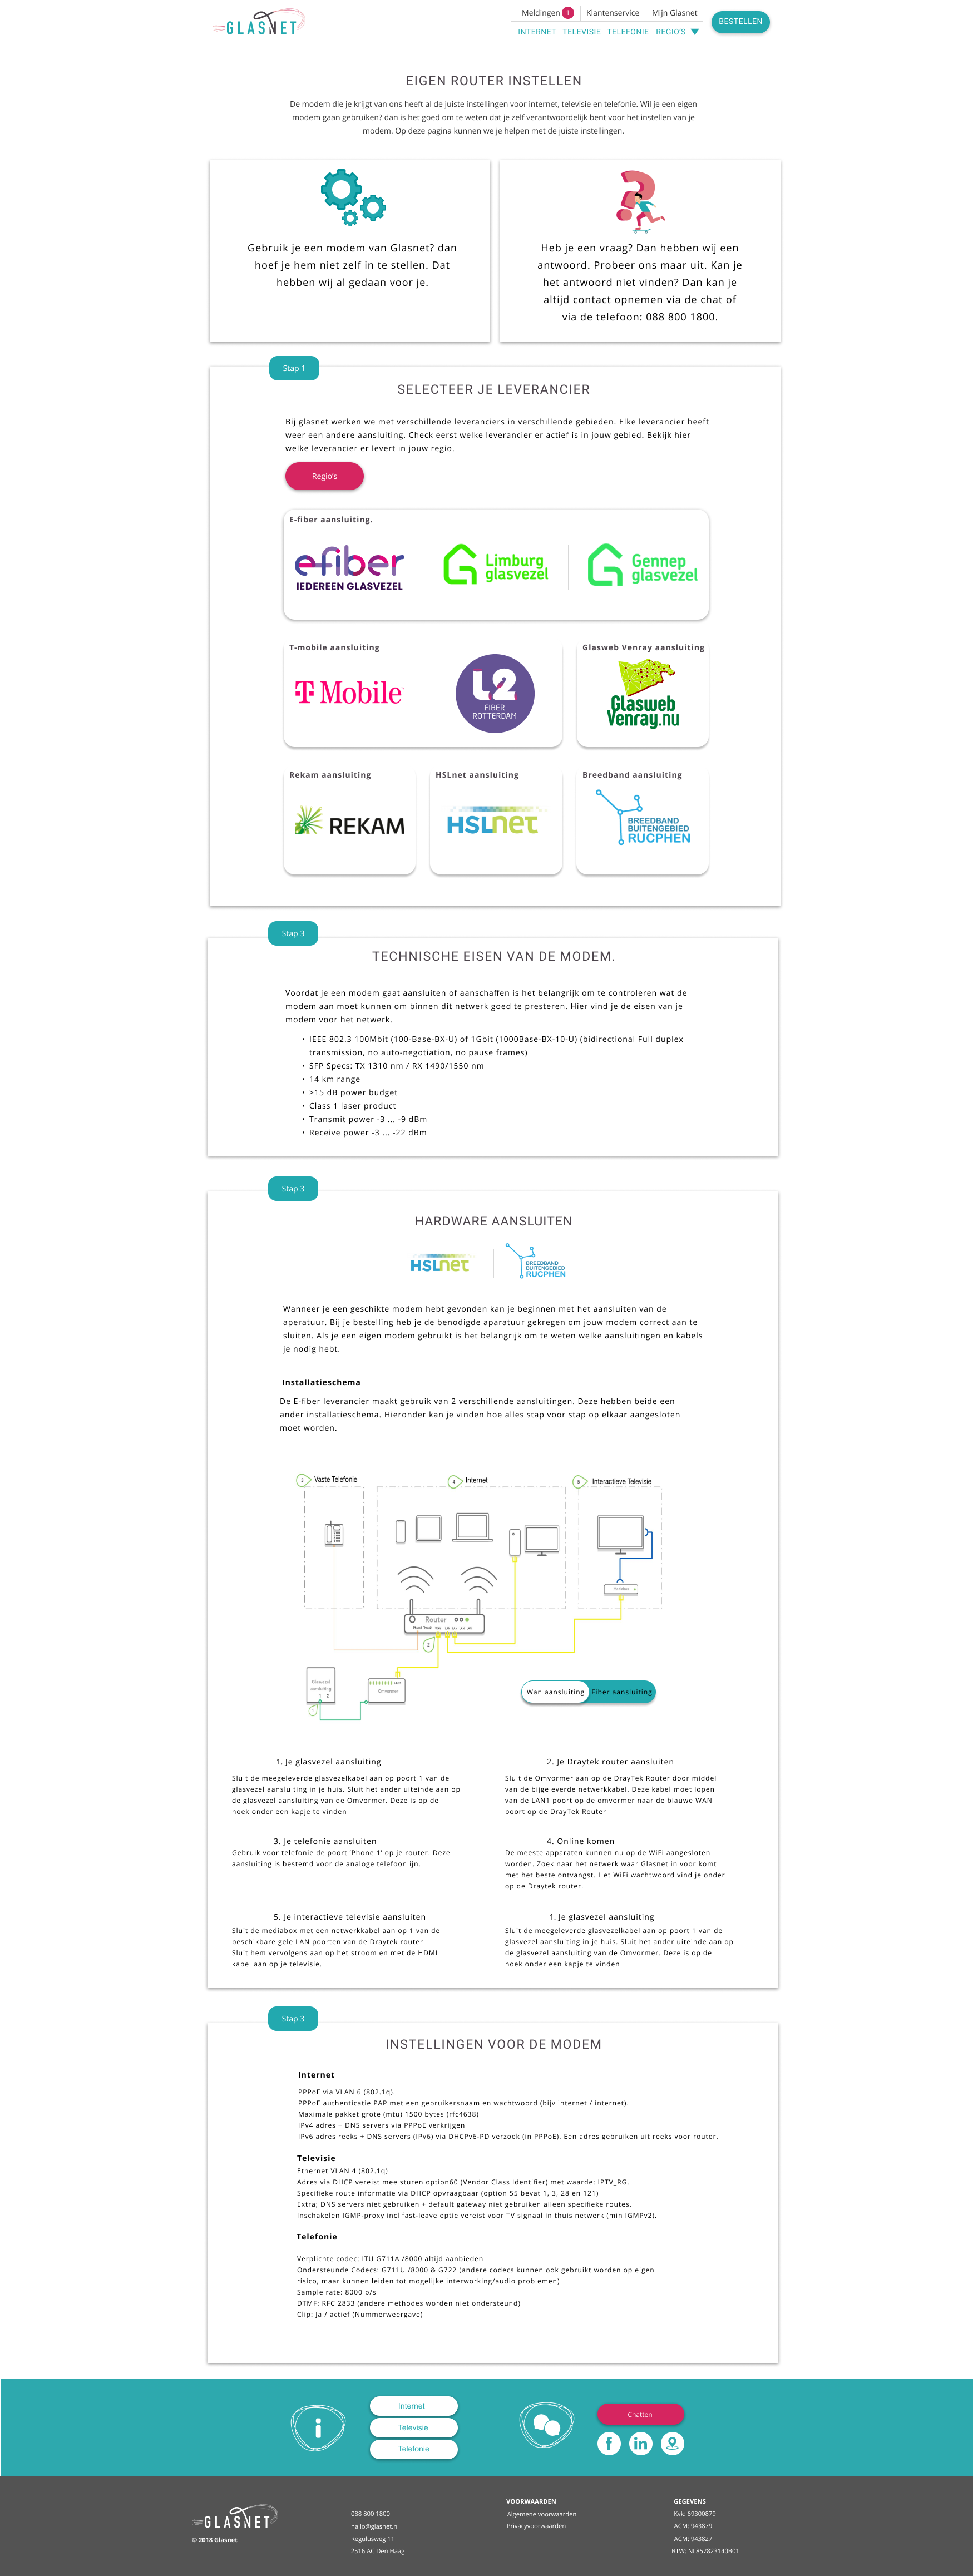 GLASNET
Meldingen 1 Klantenservice Mijn Glasnet
BESTELLEN
INTERNET TELEVISIE TELEFONIE REGIO'S
EIGEN ROUTER INSTELLEN
De modem die je krijgt van ons heeft al de juiste instellingen voor internet, televisie en telefonie. Wil je een eigen
modem gaan gebruiken? dan is het goed om te weten dat je zelf verantwoordelijk bent voor het instellen van je
modem. Op deze pagina kunnen we je helpen met de juiste instellingen.
Gebruik je een modem van Glasnet? dan
hoef je hem niet zelf in te stellen. Dat
hebben wij al gedaan voor je.
Heb je een vraag? Dan hebben wij een
antwoord. Probeer ons maar uit. Kan je
het antwoord niet vinden? Dan kan je
altijd contact opnemen via de chat of
via de telefoon: 088 800 1800.
Stap 1
SELECTEER JE LEVERANCIER
Bij glasnet werken we met verschillende leveranciers in verschillende gebieden. Elke leverancier heeft
weer een andere aansluiting. Check eerst welke leverancier er actief is in jouw gebied. Bekijk hier
welke leverancier er levert in jouw regio.
Regio's
E-fiber aansluiting.
efiber
IEDEREEN GLASVEZEL
Limburg
glasvezel
Gennep
glasvezel
T-mobile aansluiting
T Mobile
L2
FIBER
ROTTERDAM
Glasweb Venray aansluiting
Glasweb
Venray.nu
Rekam aansluiting
REKAM
HSLnet aansluiting
HSLnet
Breedband aansluiting
BREEDBAND
BUITENGEBIED
RUCPHEN
Stap 3
TECHNISCHE EISEN VAN DE MODEM.
Voordat je een modem gaat aansluiten of aanschaffen is het belangrijk om te controleren wat de
modem aan moet kunnen om binnen dit netwerk goed te presteren. Hier vind je de eisen van je
modem voor het netwerk.
• IEEE 802.3 100Mbit (100-Base-BX-U) of 1Gbit (1000Base-BX-10-U) (bidirectional Full duplex
transmission, no auto-negotiation, no pause frames)
• SFP Specs: TX 1310 nm / RX 1490/1550 nm
• 14 km range
• >15 dB power budget
• Class 1 laser product
• Transmit power -3 ... -9 dBm
• Receive power -3 ... -22 dBm
Stap 3
HARDWARE AANSLUITEN
HSLnet
BREEDBAND
BUITENGEBIED
RUCPHEN
Wanneer je een geschikte modem hebt gevonden kan je beginnen met het aansluiten van de
aperatuur. Bij je bestelling heb je de benodigde aparatuur gekregen om jouw modem correct aan te
sluiten. Als je een eigen modem gebruikt is het belangrijk om te weten welke aansluitingen en kabels
je nodig hebt.
Installatieschema
De E-fiber leverancier maakt gebruik van 2 verschillende aansluitingen. Deze hebben beide een
ander installatieschema. Hieronder kan je vinden hoe alles stap voor stap op elkaar aangesloten
moet worden.
3 Vaste Telefonie
4 Internet
5 Interactieve Televisie
Mediabox
Router
Phone1 Phone2 WAN LAN LAN LAN LAN
2
Glasvezel
aansluiting
1 2
1
LAN1
Omvormer
Wan aansluiting Fiber aansluiting
1. Je glasvezel aansluiting
Sluit de meegeleverde glasvezelkabel aan op poort 1 van de
glasvezel aansluiting in je huis. Sluit het ander uiteinde aan op
de glasvezel aansluiting van de Omvormer. Deze is op de
hoek onder een kapje te vinden
2. Je Draytek router aansluiten
Sluit de Omvormer aan op de DrayTek Router door middel
van de bijgeleverde netwerkkabel. Deze kabel moet lopen
van de LAN1 poort op de omvormer naar de blauwe WAN
poort op de DrayTek Router
3. Je telefonie aansluiten
Gebruik voor telefonie de poort 'Phone 1' op je router. Deze
aansluiting is bestemd voor de analoge telefoonlijn.
4. Online komen
De meeste apparaten kunnen nu op de WiFi aangesloten
worden. Zoek naar het netwerk waar Glasnet in voor komt
met het beste ontvangst. Het WiFi wachtwoord vind je onder
op de Draytek router.
5. Je interactieve televisie aansluiten
Sluit de mediabox met een netwerkkabel aan op 1 van de
beschikbare gele LAN poorten van de Draytek router.
Sluit hem vervolgens aan op het stroom en met de HDMI
kabel aan op je televisie.
1. Je glasvezel aansluiting
Sluit de meegeleverde glasvezelkabel aan op poort 1 van de
glasvezel aansluiting in je huis. Sluit het ander uiteinde aan op
de glasvezel aansluiting van de Omvormer. Deze is op de
hoek onder een kapje te vinden
Stap 3
INSTELLINGEN VOOR DE MODEM
Internet
PPPoE via VLAN 6 (802.1q).
PPPoE authenticatie PAP met een gebruikersnaam en wachtwoord (bijv internet / internet).
Maximale pakket grote (mtu) 1500 bytes (rfc4638)
IPv4 adres + DNS servers via PPPoE verkrijgen
IPv6 adres reeks + DNS servers (IPv6) via DHCPv6-PD verzoek (in PPPoE). Een adres gebruiken uit reeks voor router.
Televisie
Ethernet VLAN 4 (802.1q)
Adres via DHCP vereist mee sturen option60 (Vendor Class Identifier) met waarde: IPTV_RG.
Specifieke route informatie via DHCP opvraagbaar (option 55 bevat 1, 3, 28 en 121)
Extra; DNS servers niet gebruiken + default gateway niet gebruiken alleen specifieke routes.
Inschakelen IGMP-proxy incl fast-leave optie vereist voor TV signaal in thuis netwerk (min IGMPv2).
Telefonie
Verplichte codec: ITU G711A /8000 altijd aanbieden
Ondersteunde Codecs: G711U /8000 & G722 (andere codecs kunnen ook gebruikt worden op eigen
risico, maar kunnen leiden tot mogelijke interworking/audio problemen)
Sample rate: 8000 p/s
DTMF: RFC 2833 (andere methodes worden niet ondersteund)
Clip: Ja / actief (Nummerweergave)
Internet
Televisie
Telefonie
Chatten
GLASNET
© 2018 Glasnet
088 800 1800
hallo@glasnet.nl
Regulusweg 11
2516 AC Den Haag
VOORWAARDEN
Algemene voorwaarden
Privacyvoorwaarden
GEGEVENS
Kvk: 69300879
ACM: 943879
ACM: 943827
BTW: NL857823140B01